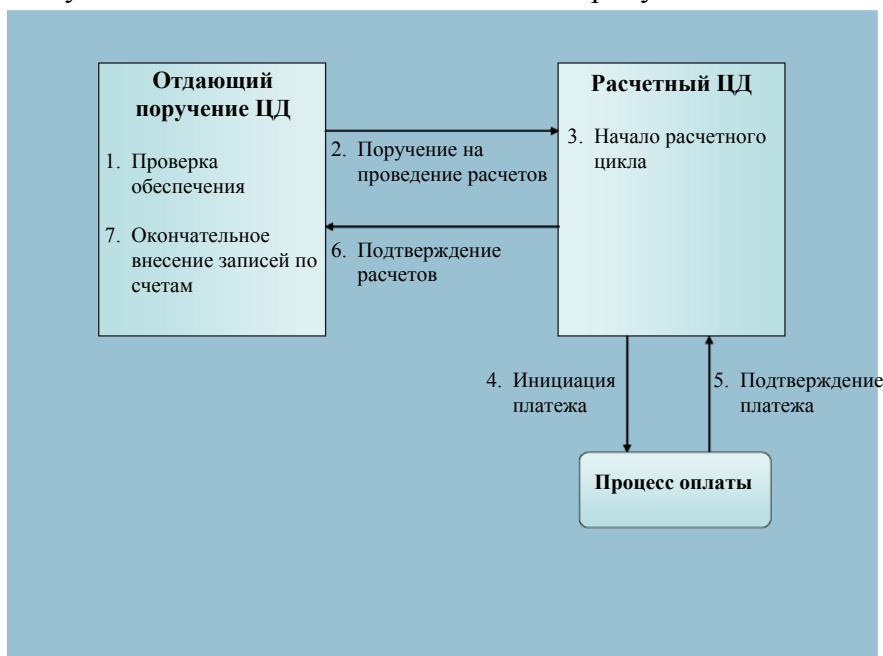 Отдающий
поручение ЦД
1. Проверка
обеспечения
7. Окончательное
внесение записей по
счетам
2. Поручение на
проведение расчетов
6. Подтверждение
расчетов
Расчетный ЦД
3. Начало расчетного
цикла
4. Инициация
платежа
5. Подтверждение
платежа
Процесс оплаты